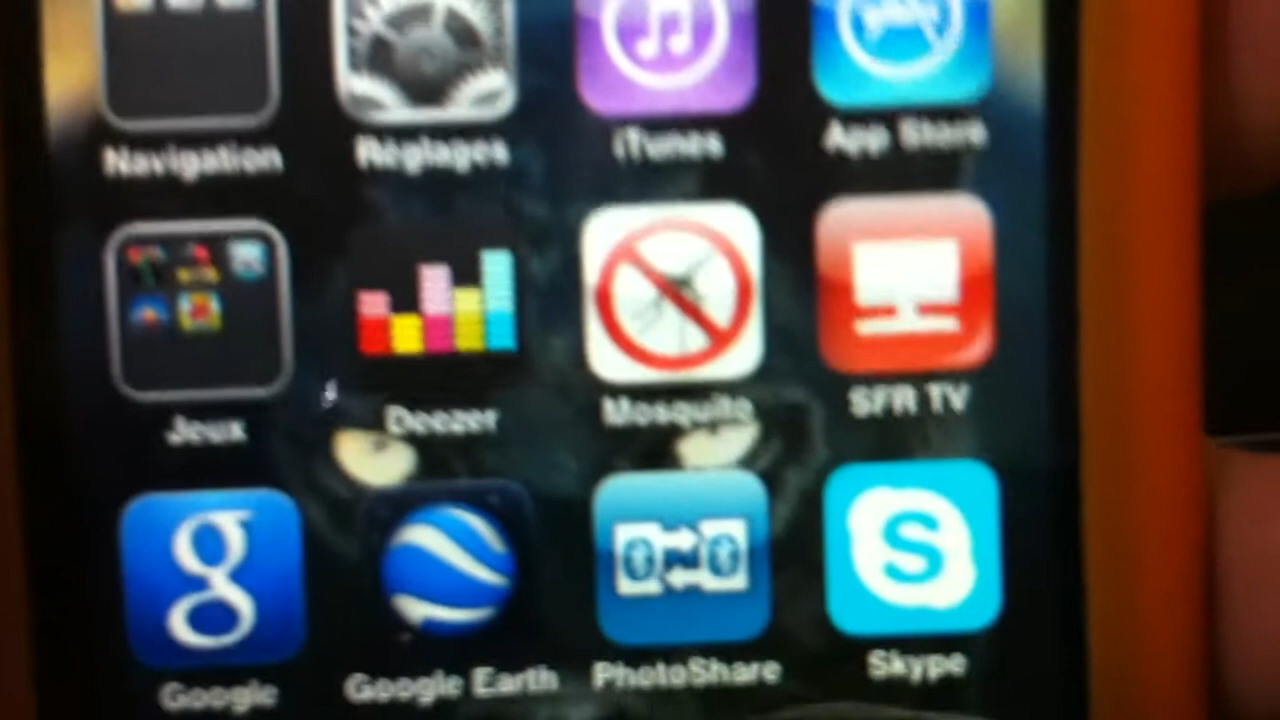 Navigation Réglages iTunes App Store
Jeux Deezer Mosquito SFR TV
g S
Google Google Earth PhotoShare Skype